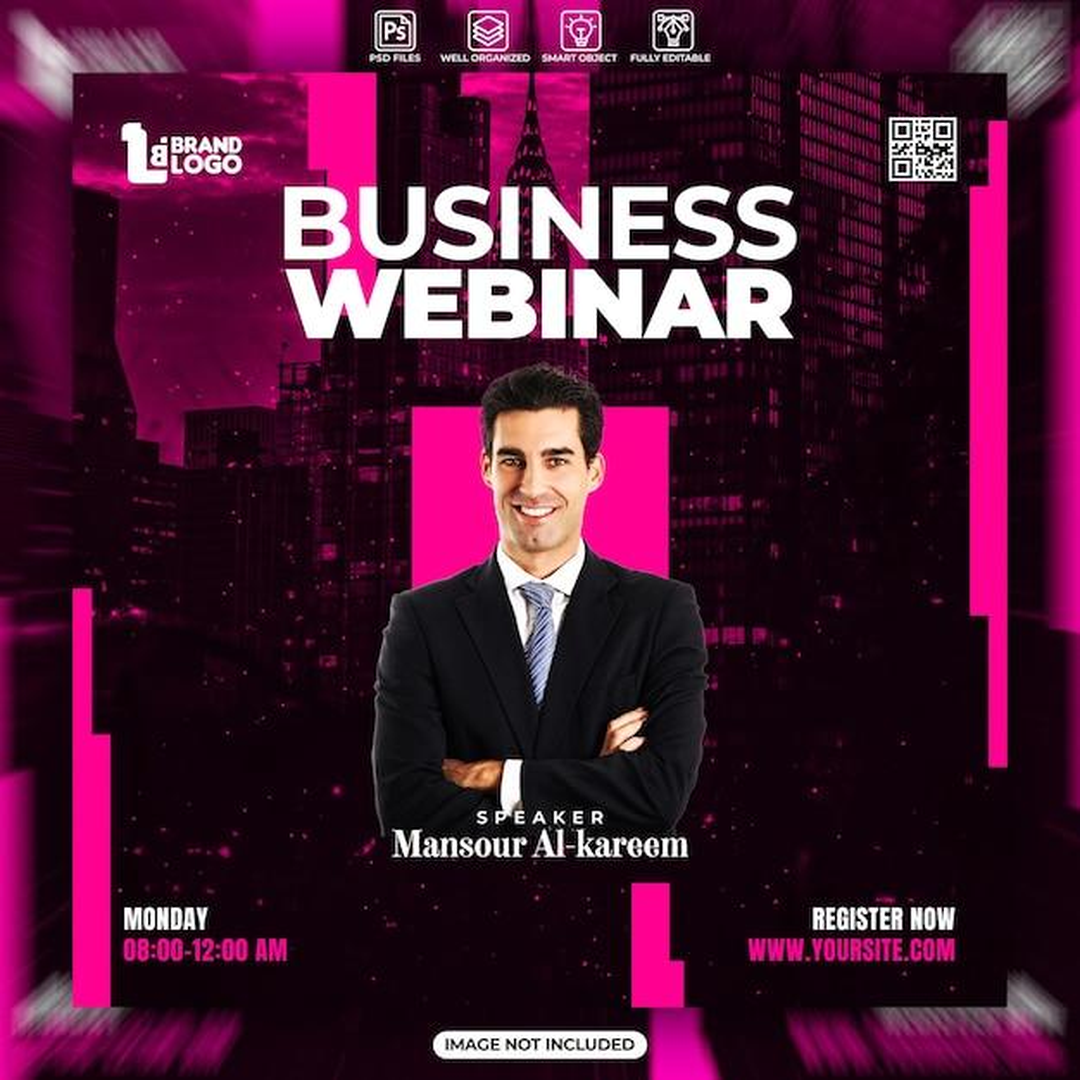 Ps
PSD FILES
WELL ORGANIZED
SMART OBJECT
FULLY EDITABLE
BRAND
LOGO
BUSINESS
WEBINAR
SPEAKER
Mansour Al-kareem
MONDAY
08:00-12:00 AM
REGISTER NOW
WWW.YOURSITE.COM
IMAGE NOT INCLUDED